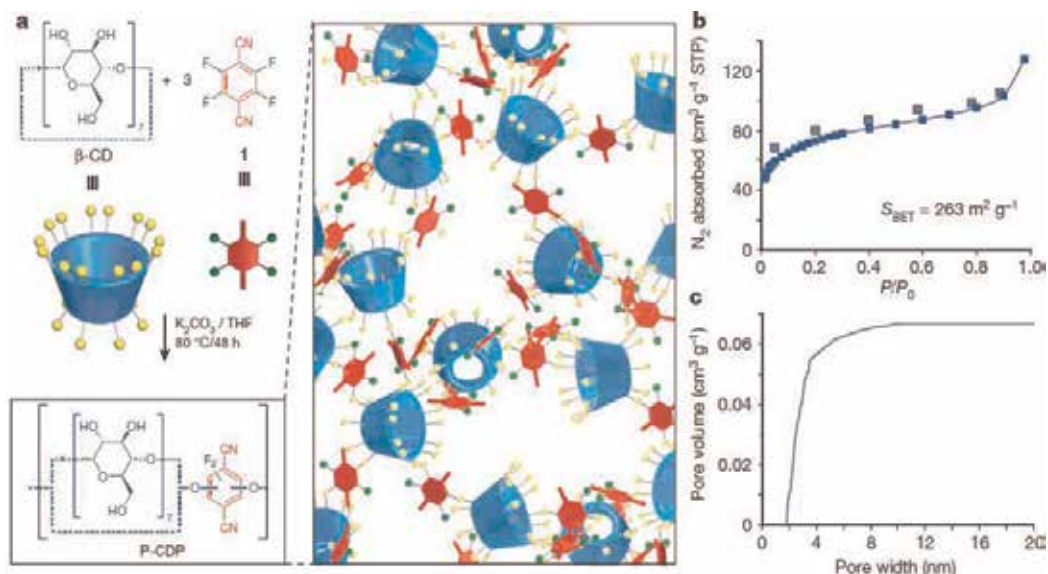 a
HO
OH
O
O
HO
7
β-CD
+ 3
CN
F
F
F
F
CN
1
K₂CO₃ / THF
80 °C/48 h
HO
OH
O
O
HO
7
P-CDP
CN
F₂
O
O
CN
b
N₂ absorbed (cm³ g⁻¹ STP)
120
80
40
0
S_BET = 263 m² g⁻¹
0
0.2
0.4
0.6
0.8
P/P₀
c
Pore volume (cm³ g⁻¹)
0.06
0.04
0.02
0
0
4
8
12
16
Pore width (nm)